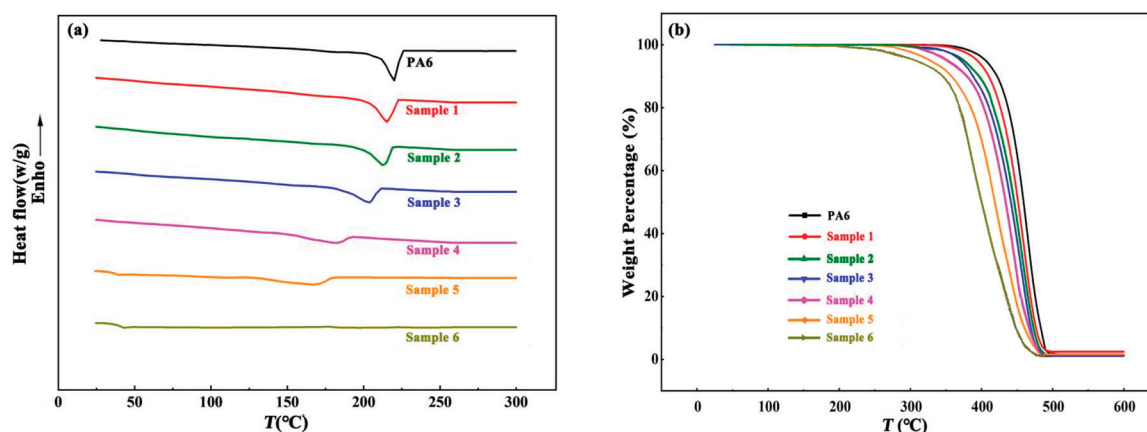 (a)
PA6
Sample 1
Sample 2
Sample 3
Sample 4
Sample 5
Sample 6
Heat flow(w/g)
Enho
0
50
100
150
200
250
300
T(°C)
(b)
100
80
60
40
20
0
Weight Percentage (%)
PA6
Sample 1
Sample 2
Sample 3
Sample 4
Sample 5
Sample 6
0
100
200
300
400
500
600
T (°C)